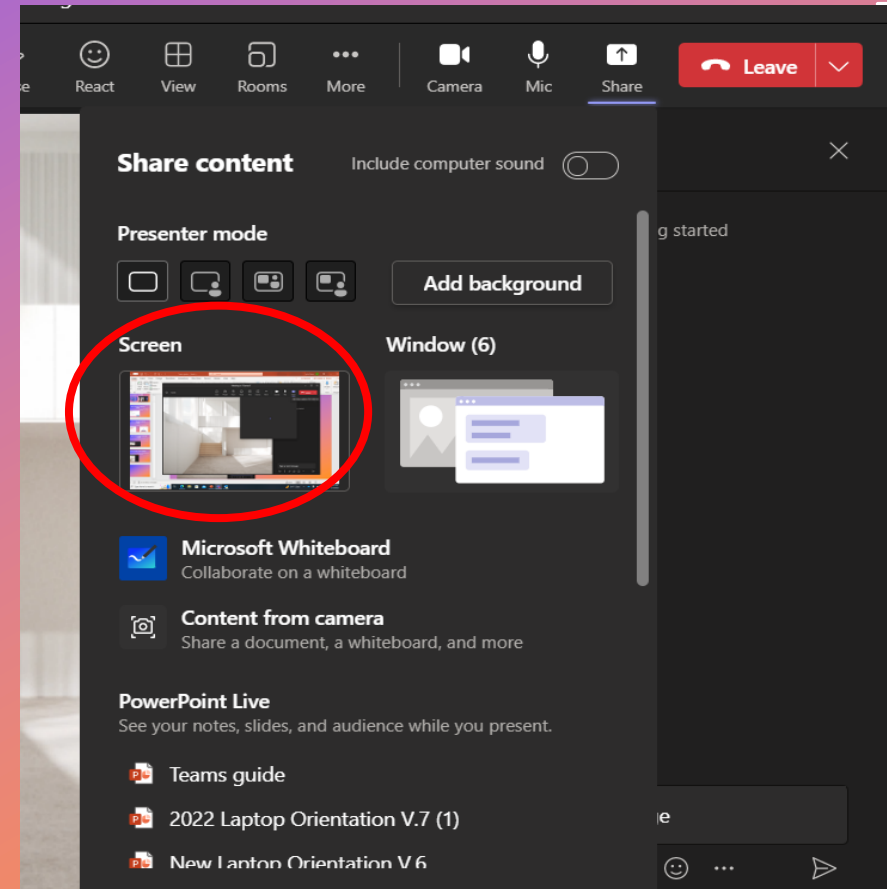 React View Rooms More Camera Mic Share Leave
Share content Include computer sound
g started
Presenter mode
Add background
Screen Window (6)
Microsoft Whiteboard
Collaborate on a whiteboard
Content from camera
Share a document, a whiteboard, and more
PowerPoint Live
See your notes, slides, and audience while you present.
Teams guide
2022 Laptop Orientation V.7 (1)
New Laptop Orientation V.6